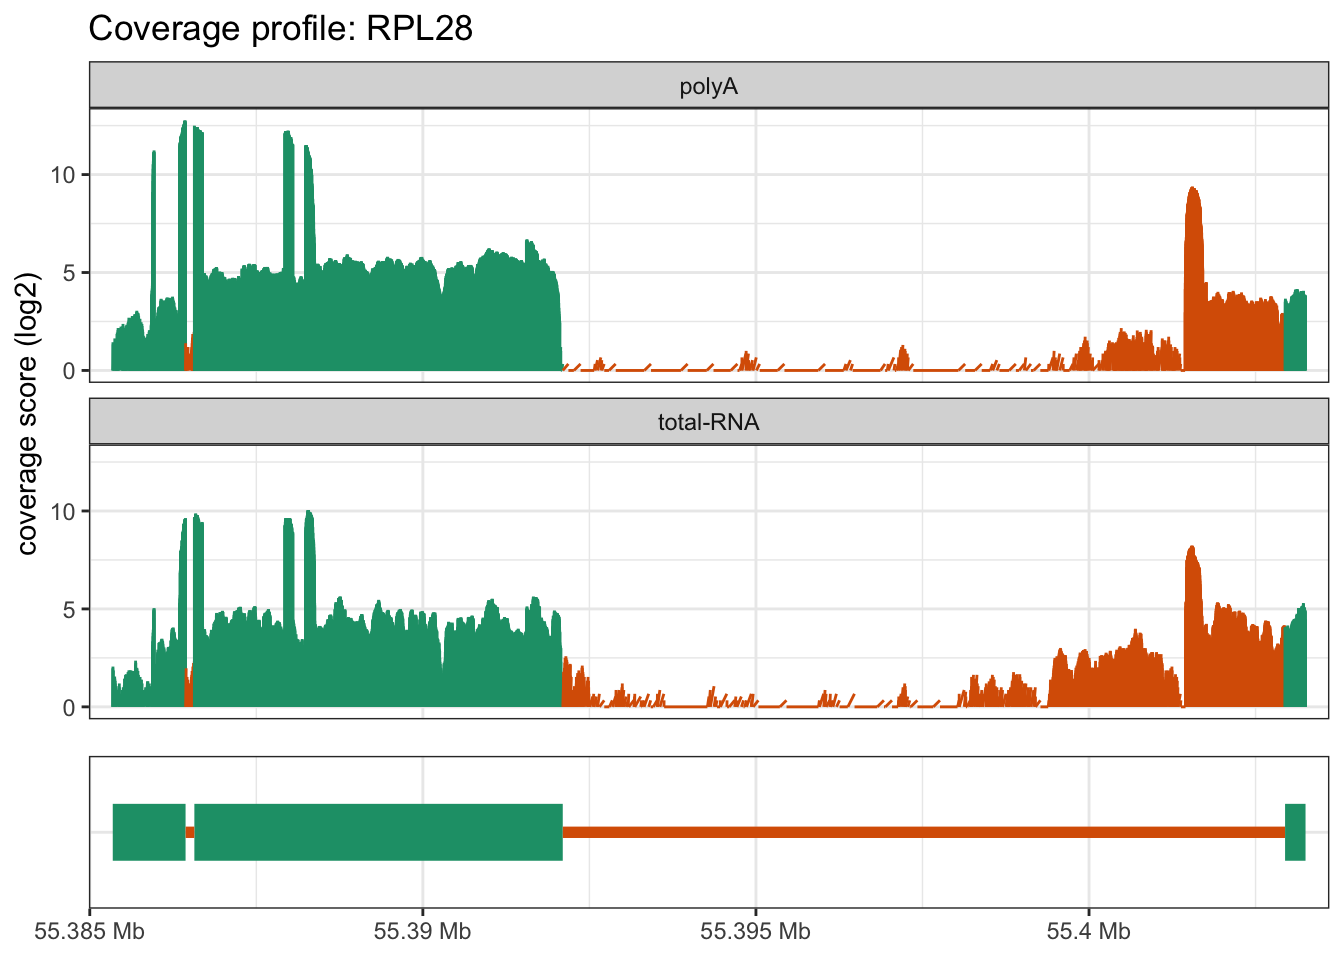 Coverage profile: RPL28
polyA
10
5
0
coverage score (log2)
total-RNA
10
5
0
55.385 Mb
55.39 Mb
55.395 Mb
55.4 Mb